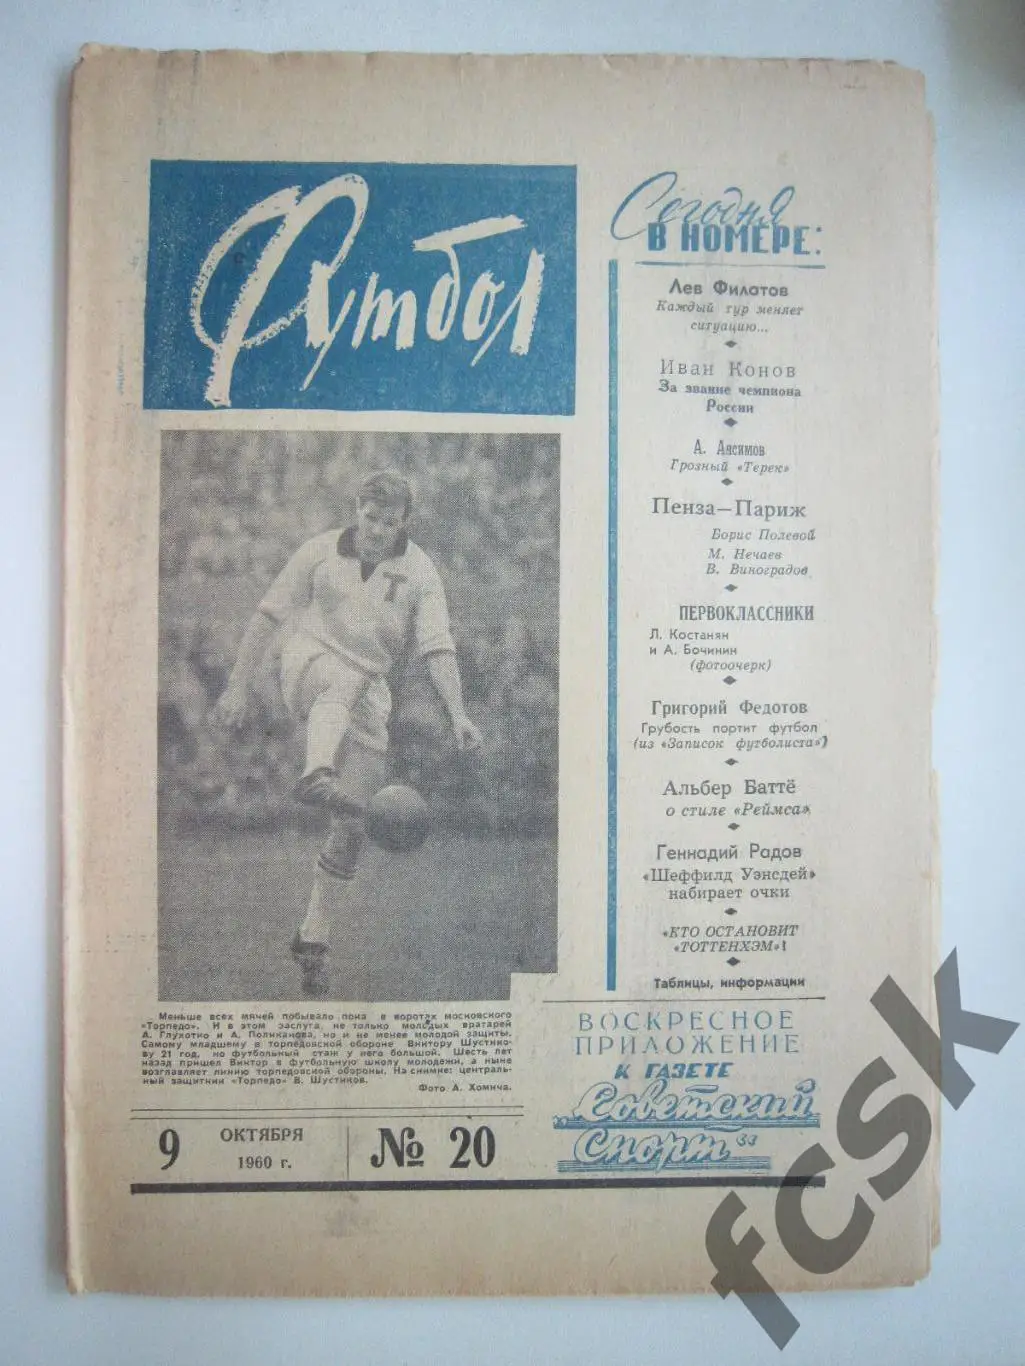 Футбол
Сегодня
В НОМЕРЕ:
Лев Филатов
Каждый тур меняет
ситуацию...
Иван Конов
За звание чемпиона
России
А. Анисимов
Грозный «Терек»
Пенза—Париж
Борис Полевой
М. Нечаев
В. Виноградов
ПЕРВОКЛАССНИКИ
Л. Костанян
и А. Бочинин
(фотоочерк)
Григорий Федотов
Грубость портит футбол
(из «Записок футболиста»)
Альбер Баттё
о стиле «Реймса»
Геннадий Радов
«Шеффилд Уэнсдей»
набирает очки
«КТО ОСТАНОВИТ
«ТОТТЕНХЭМ»!
Таблицы, информации
Т
Меньше всех мячей побывало пока в воротах московского
«Торпедо». И в этом заслуга, не только молодых вратарей
А. Глухотко и А. Поликанова, но и не менее молодой защиты.
Самому младшему в торпедовской обороне Виктору Шустико-
ву 21 год, но футбольный стаж у него большой. Шесть лет
назад пришел Виктор в футбольную школу молодежи, а ныне
возглавляет линию торпедовской обороны. На снимке: централь-
ный защитник «Торпедо» В. Шустиков.
Фото А. Хомича.
9 ОКТЯБРЯ
1960 г.
№ 20
ВОСКРЕСНОЕ
ПРИЛОЖЕНИЕ
К ГАЗЕТЕ
„Советский
Спорт“
fcsk